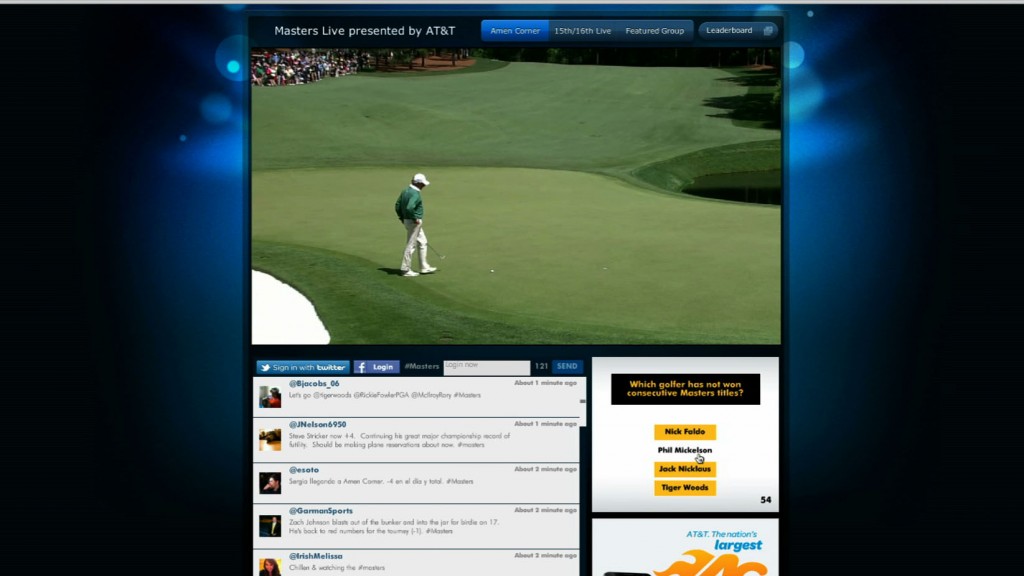 Masters Live presented by AT&T
Amen Corner
15th/16th Live
Featured Group
Leaderboard
Sign in with twitter
f Login
#Masters
Login now
121
SEND
@Bjacobs_06
About 1 minute ago
Let's go @tigerwoods @RickieFowlerPGA @McIlroyRory #Masters
@JNelson6950
About 1 minute ago
Steve Stricker now +4. Continuing his great major championship record of
futility. Should be making plane reservations about now. #masters
@esoto
About 2 minute ago
Sergio llegando a Amen Corner. -4 en el día y total. #Masters
@GarmanSports
About 2 minute ago
Zach Johnson blasts out of the bunker and into the jar for birdie on 17.
He's back to red numbers for the tourney (-1). #Masters
@IrishMelissa
About 2 minute ago
Chillen & watching the #masters
Which golfer has not won
consecutive Masters titles?
Nick Faldo
Phil Mickelson
Jack Nicklaus
Tiger Woods
54
AT&T. The nation's
largest
4G